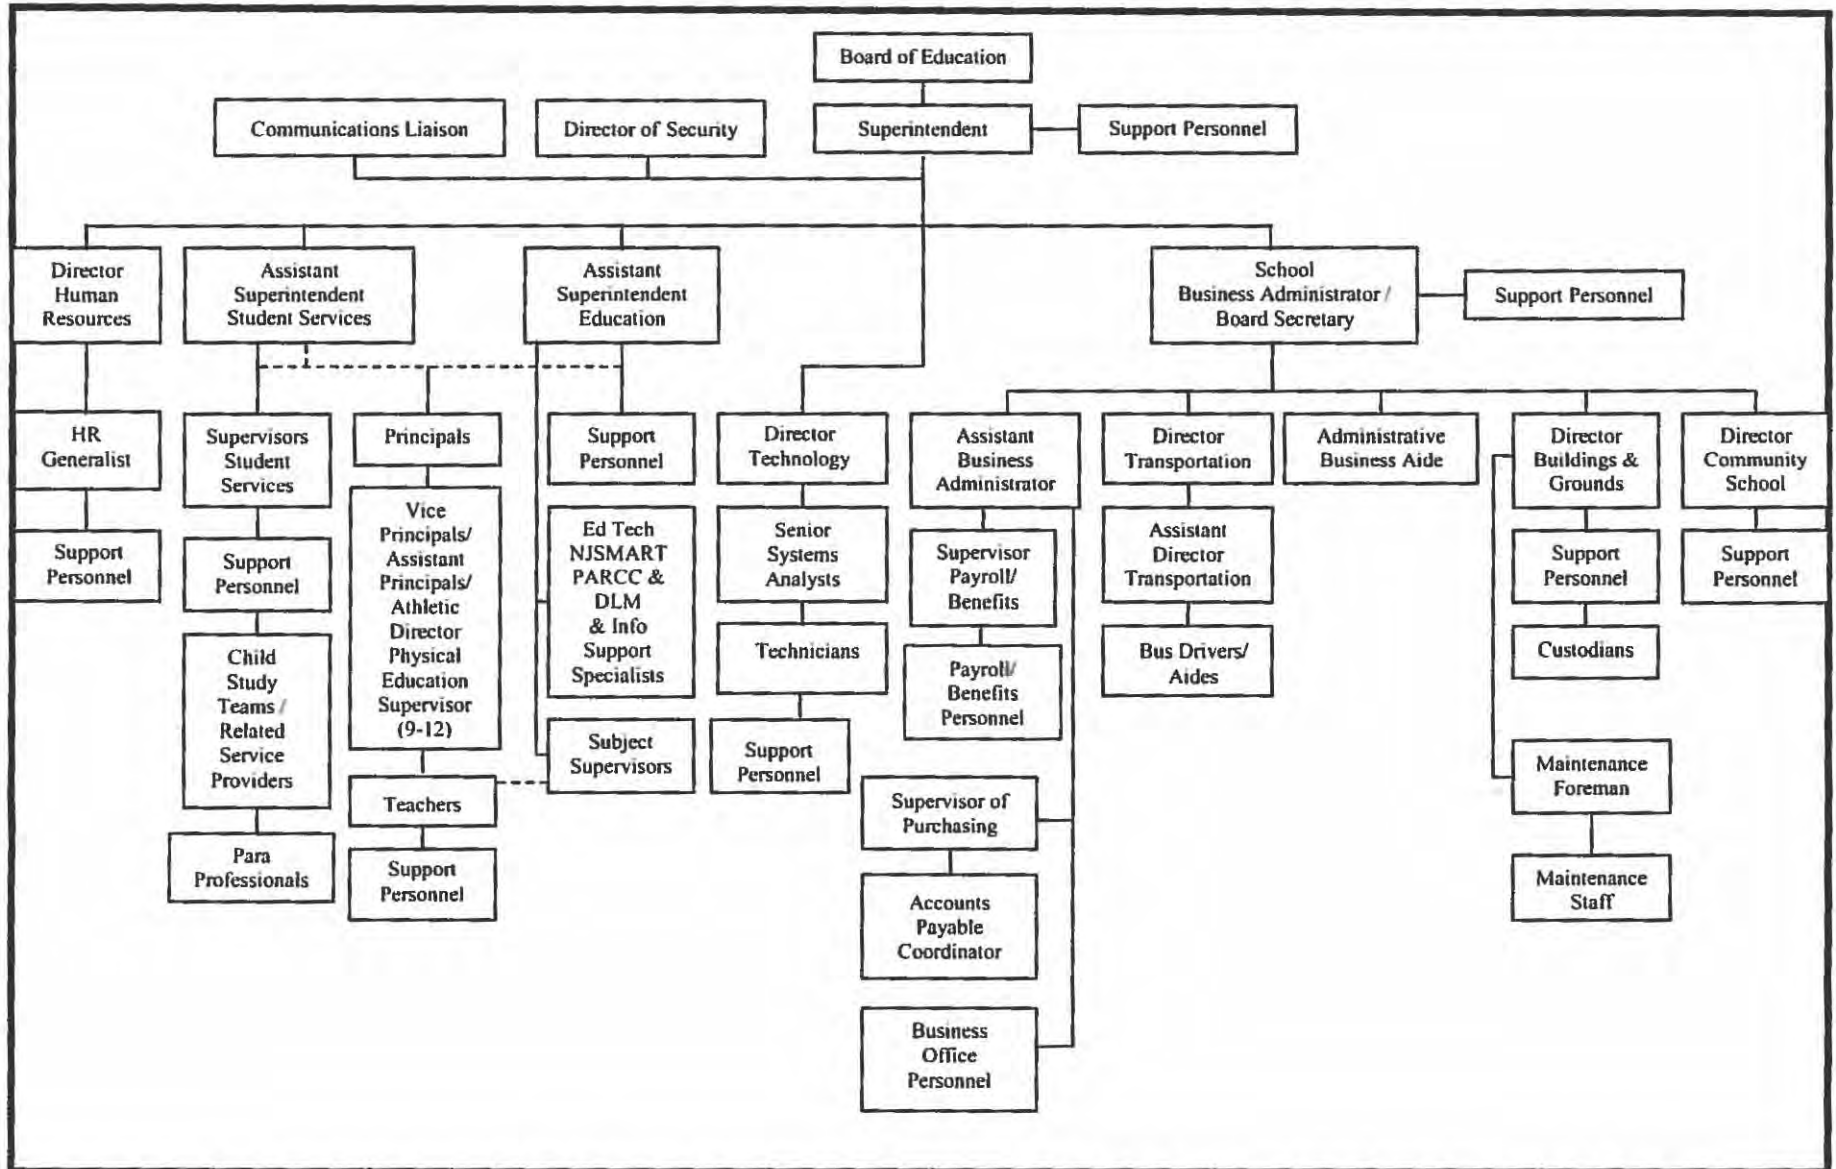 Board of Education
Communications Liaison
Director of Security
Superintendent
Support Personnel
Director
Human
Resources
Assistant
Superintendent
Student Services
Assistant
Superintendent
Education
School
Business Administrator /
Board Secretary
Support Personnel
HR
Generalist
Support
Personnel
Supervisors
Student
Services
Support
Personnel
Child
Study
Teams /
Related
Service
Providers
Para
Professionals
Principals
Vice
Principals/
Assistant
Principals/
Athletic
Director
Physical
Education
Supervisor
(9-12)
Teachers
Support
Personnel
Support
Personnel
Ed Tech
NJSMART
PARCC &
DLM
& Info
Support
Specialists
Subject
Supervisors
Director
Technology
Senior
Systems
Analysts
Technicians
Support
Personnel
Assistant
Business
Administrator
Supervisor
Payroll/
Benefits
Payroll/
Benefits
Personnel
Supervisor of
Purchasing
Accounts
Payable
Coordinator
Business
Office
Personnel
Director
Transportation
Assistant
Director
Transportation
Bus Drivers/
Aides
Administrative
Business Aide
Director
Buildings &
Grounds
Support
Personnel
Custodians
Maintenance
Foreman
Maintenance
Staff
Director
Community
School
Support
Personnel